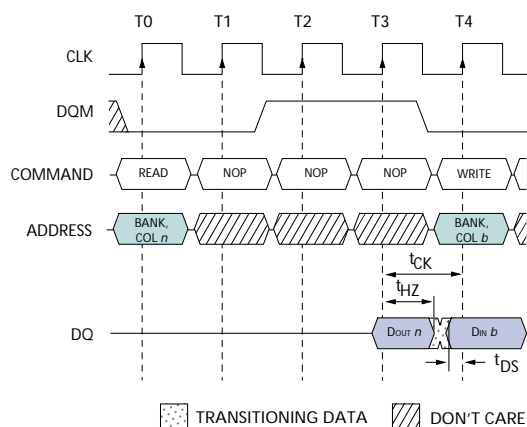 T0 T1 T2 T3 T4
CLK
DQM
COMMAND READ NOP NOP NOP WRITE
ADDRESS BANK, COL n BANK, COL b
tCK
tHZ
DQ DOUT n DIN b
tDS
TRANSITIONING DATA DON'T CARE